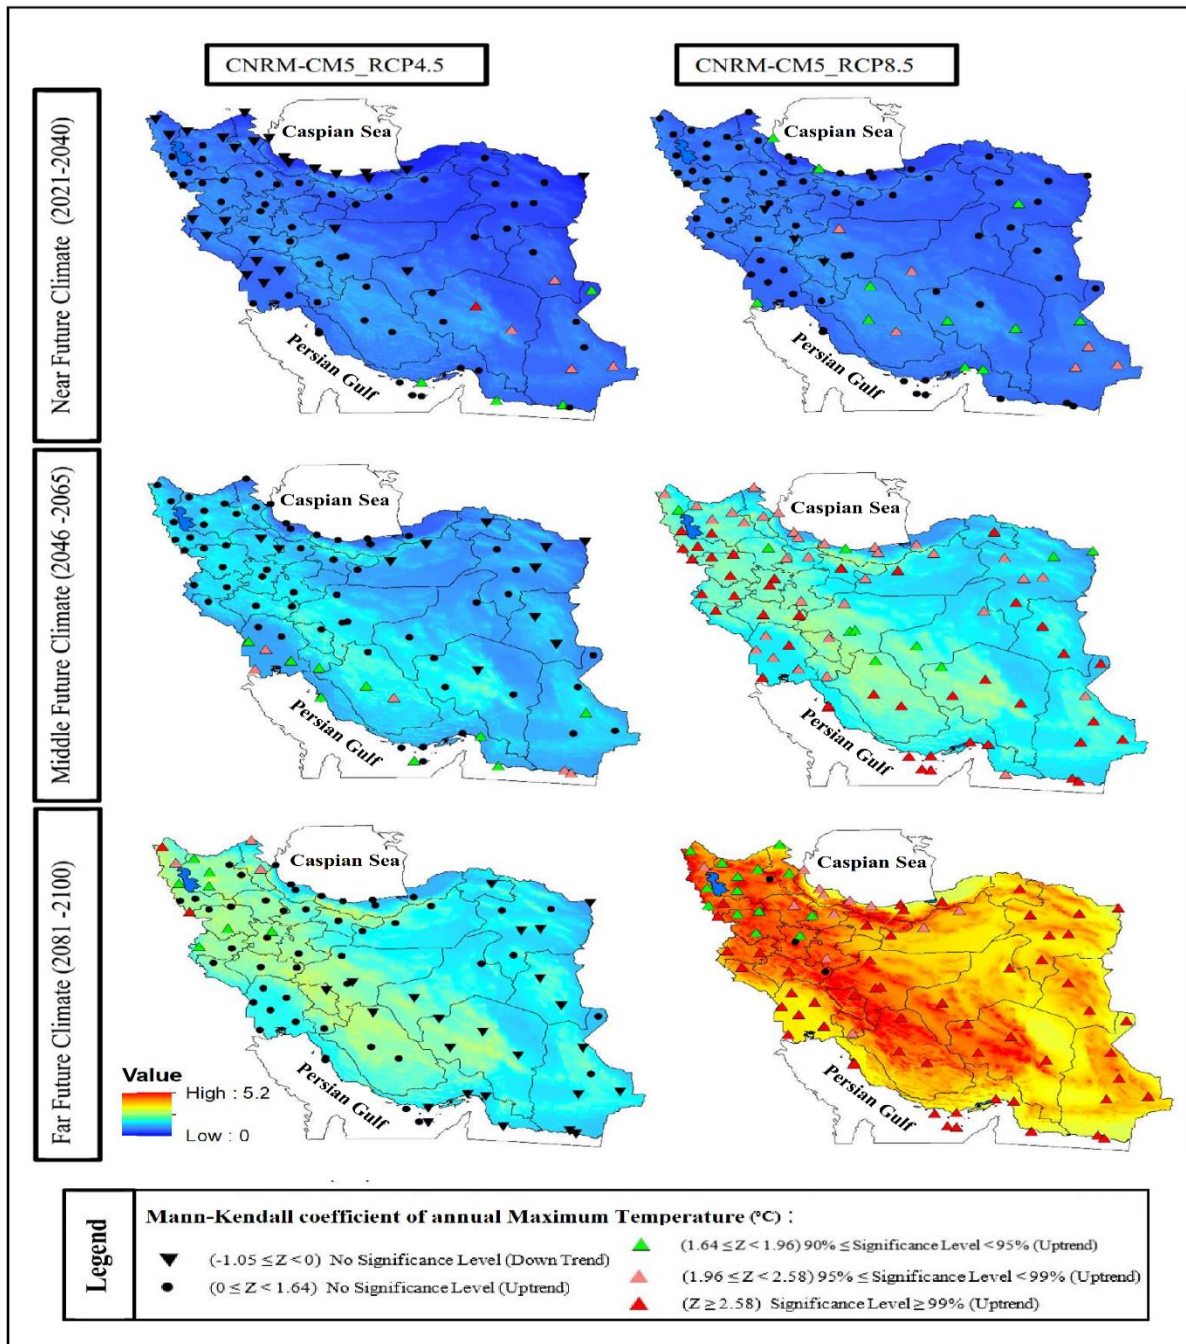 CNRM-CM5_RCP4.5
CNRM-CM5_RCP8.5
Near Future Climate (2021-2040)
Caspian Sea
Persian Gulf
Caspian Sea
Persian Gulf
Middle Future Climate (2046 -2065)
Caspian Sea
Persian Gulf
Caspian Sea
Persian Gulf
Far Future Climate (2081 -2100)
Caspian Sea
Persian Gulf
Caspian Sea
Persian Gulf
Value
High : 5.2
Low : 0
Legend
Mann-Kendall coefficient of annual Maximum Temperature (°C) :
(-1.05 ≤ Z < 0) No Significance Level (Down Trend)
(0 ≤ Z < 1.64) No Significance Level (Uptrend)
(1.64 ≤ Z < 1.96) 90% ≤ Significance Level < 95% (Uptrend)
(1.96 ≤ Z < 2.58) 95% ≤ Significance Level < 99% (Uptrend)
(Z ≥ 2.58) Significance Level ≥ 99% (Uptrend)